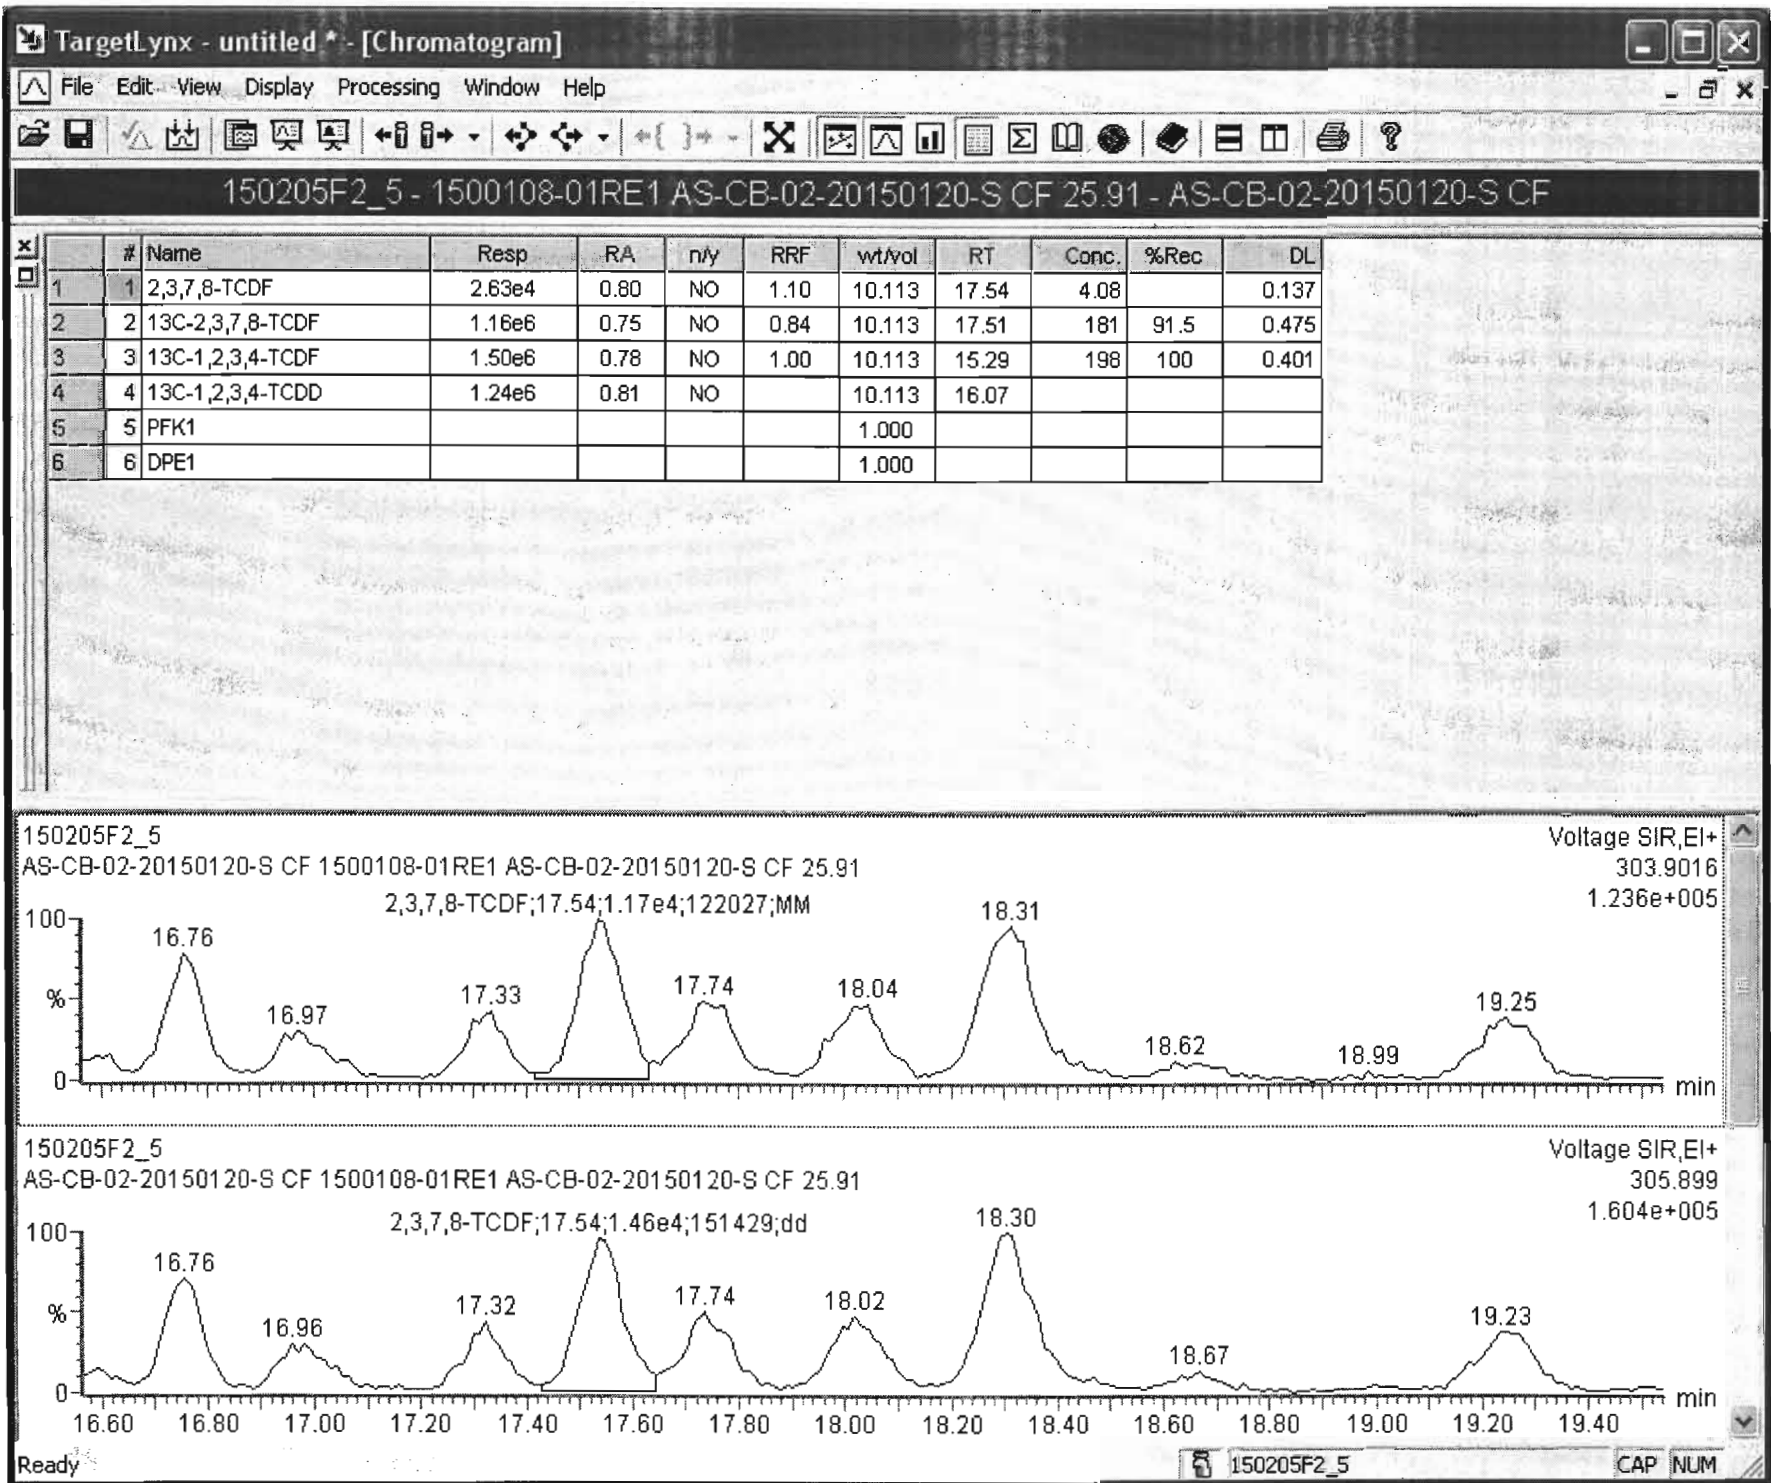 TargetLynx - untitled * - [Chromatogram]
File Edit View Display Processing Window Help
150205F2_5 - 1500108-01RE1 AS-CB-02-20150120-S CF 25.91 - AS-CB-02-20150120-S CF
# Name Resp RA n/y RRF wt/vol RT Conc. %Rec DL
1 1 2,3,7,8-TCDF 2.63e4 0.80 NO 1.10 10.113 17.54 4.08 0.137
2 2 13C-2,3,7,8-TCDF 1.16e6 0.75 NO 0.84 10.113 17.51 181 91.5 0.475
3 3 13C-1,2,3,4-TCDF 1.50e6 0.78 NO 1.00 10.113 15.29 198 100 0.401
4 4 13C-1,2,3,4-TCDD 1.24e6 0.81 NO 10.113 16.07
5 5 PFK1 1.000
6 6 DPE1 1.000
150205F2_5 Voltage SIR,EI+
AS-CB-02-20150120-S CF 1500108-01RE1 AS-CB-02-20150120-S CF 25.91 303.9016
2,3,7,8-TCDF;17.54;1.17e4;122027;MM 1.236e+005
100
%
0
16.76 16.97 17.33 17.74 18.04 18.31 18.62 18.99 19.25
min
150205F2_5 Voltage SIR,EI+
AS-CB-02-20150120-S CF 1500108-01RE1 AS-CB-02-20150120-S CF 25.91 305.899
2,3,7,8-TCDF;17.54;1.46e4;151429;dd 1.604e+005
100
%
0
16.76 16.96 17.32 17.74 18.02 18.30 18.67 19.23
min
16.60 16.80 17.00 17.20 17.40 17.60 17.80 18.00 18.20 18.40 18.60 18.80 19.00 19.20 19.40
Ready 150205F2_5 CAP NUM